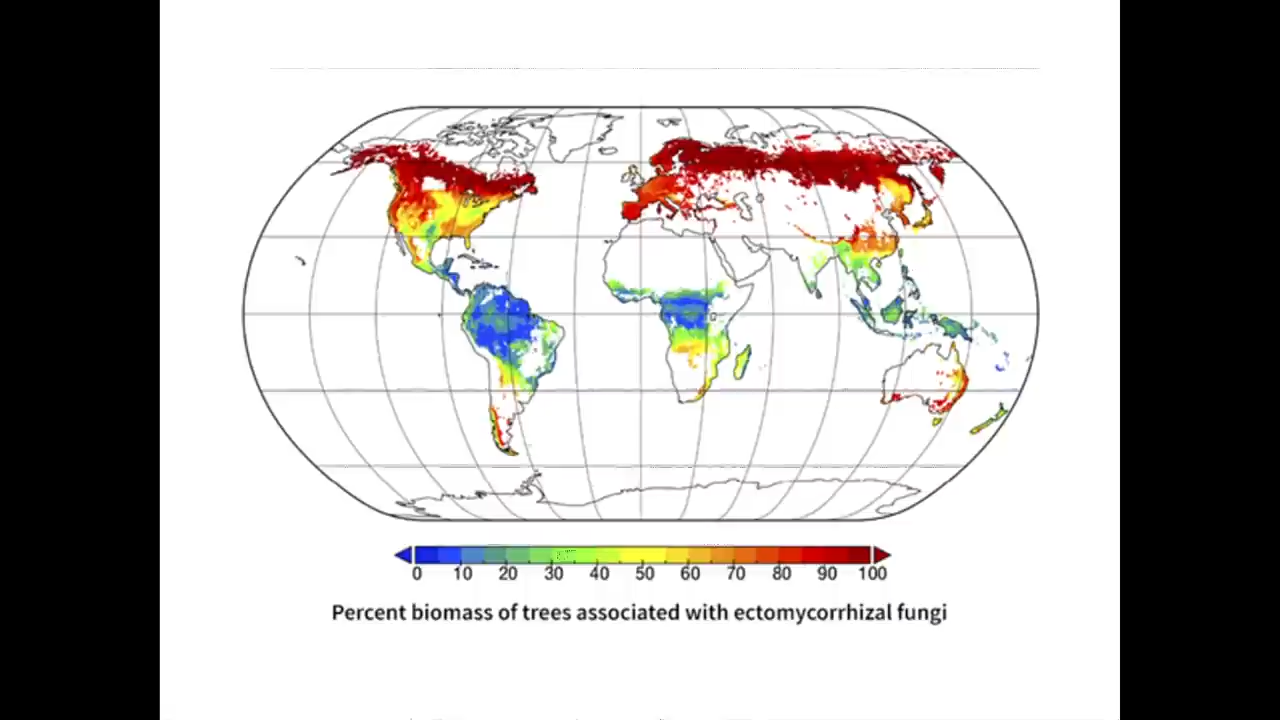 0 10 20 30 40 50 60 70 80 90 100
Percent biomass of trees associated with ectomycorrhizal fungi